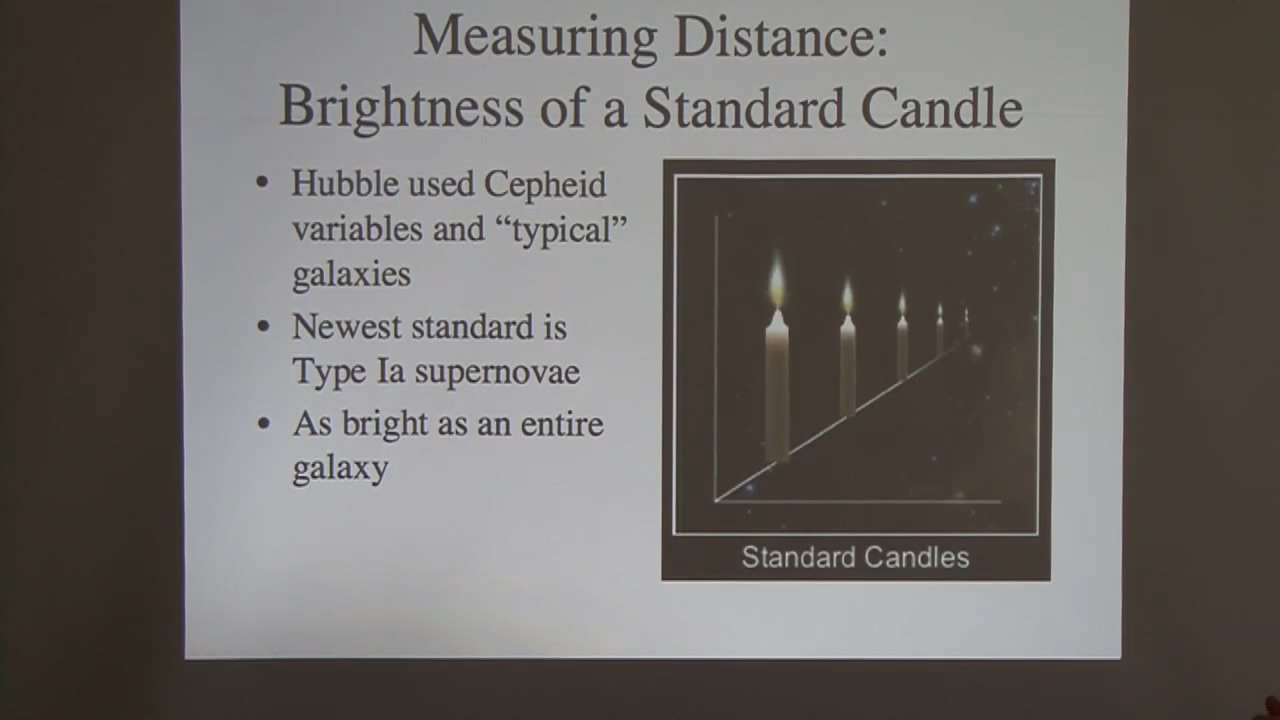 Measuring Distance:
Brightness of a Standard Candle
• Hubble used Cepheid
variables and “typical”
galaxies
• Newest standard is
Type Ia supernovae
• As bright as an entire
galaxy
Standard Candles